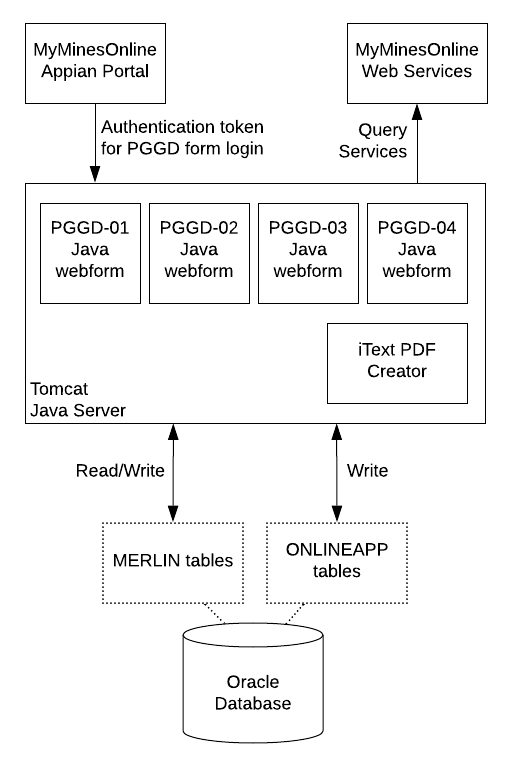 MyMinesOnline
Appian Portal
MyMinesOnline
Web Services
Authentication token
for PGGD form login
Query
Services
PGGD-01
Java
webform
PGGD-02
Java
webform
PGGD-03
Java
webform
PGGD-04
Java
webform
iText PDF
Creator
Tomcat
Java Server
Read/Write
Write
MERLIN tables
ONLINEAPP
tables
Oracle
Database